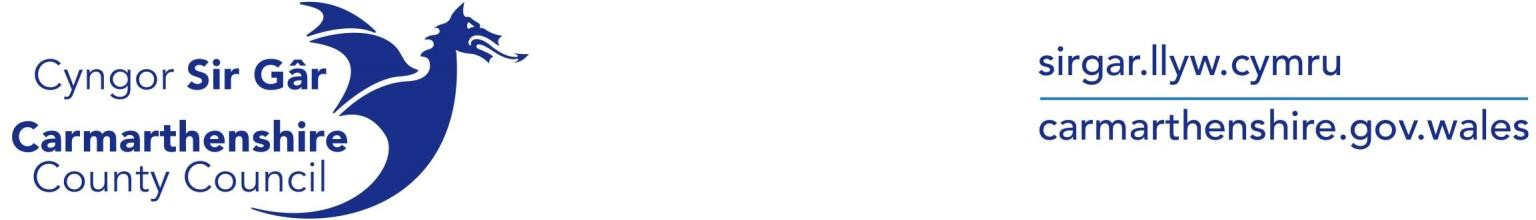 Cyngor Sir Gâr
Carmarthenshire
County Council
sirgar.llyw.cymru
carmarthenshire.gov.wales